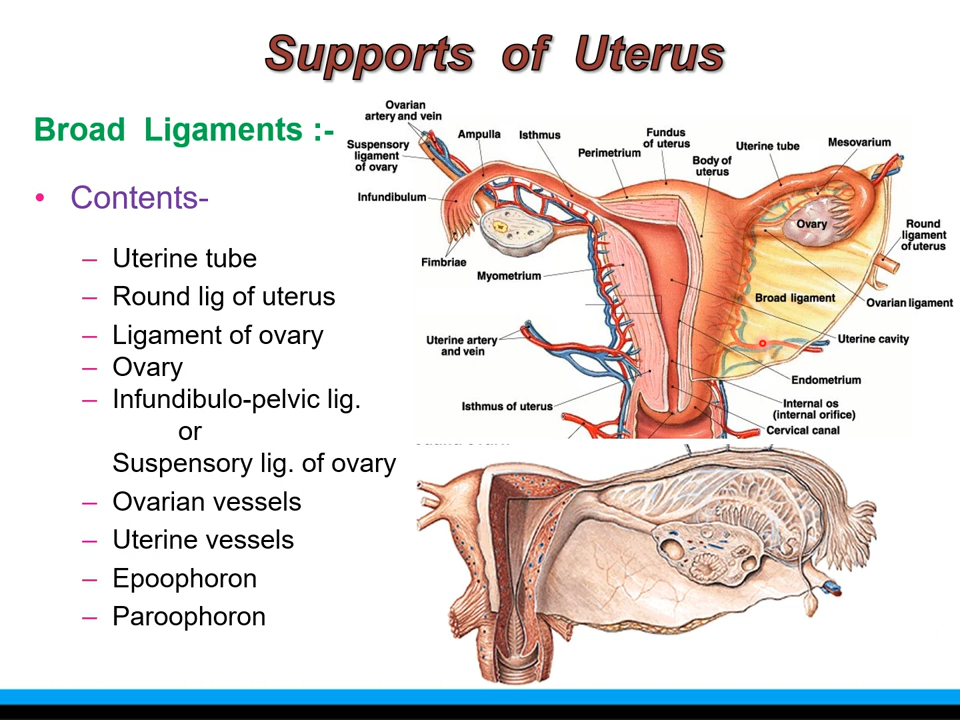 Supports of Uterus
Broad Ligaments :-
• Contents-
– Uterine tube
– Round lig of uterus
– Ligament of ovary
– Ovary
– Infundibulo-pelvic lig.
or
Suspensory lig. of ovary
– Ovarian vessels
– Uterine vessels
– Epoophoron
– Paroophoron
Ovarian
artery and vein
Suspensory
ligament
of ovary
Ampulla
Isthmus
Infundibulum
Fimbriae
Perimetrium
Fundus
of uterus
Body of
uterus
Uterine tube
Mesovarium
Ovary
Round
ligament
of uterus
Myometrium
Broad ligament
Ovarian ligament
Uterine artery
and vein
Uterine cavity
Endometrium
Isthmus of uterus
Internal os
(internal orifice)
Cervical canal